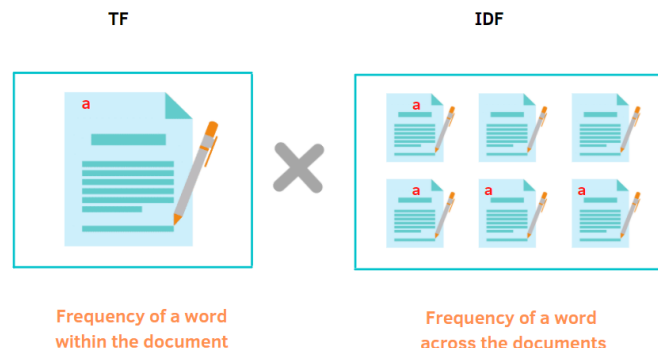 TF
IDF
a
a
a
a
a
Frequency of a word
within the document
Frequency of a word
across the documents